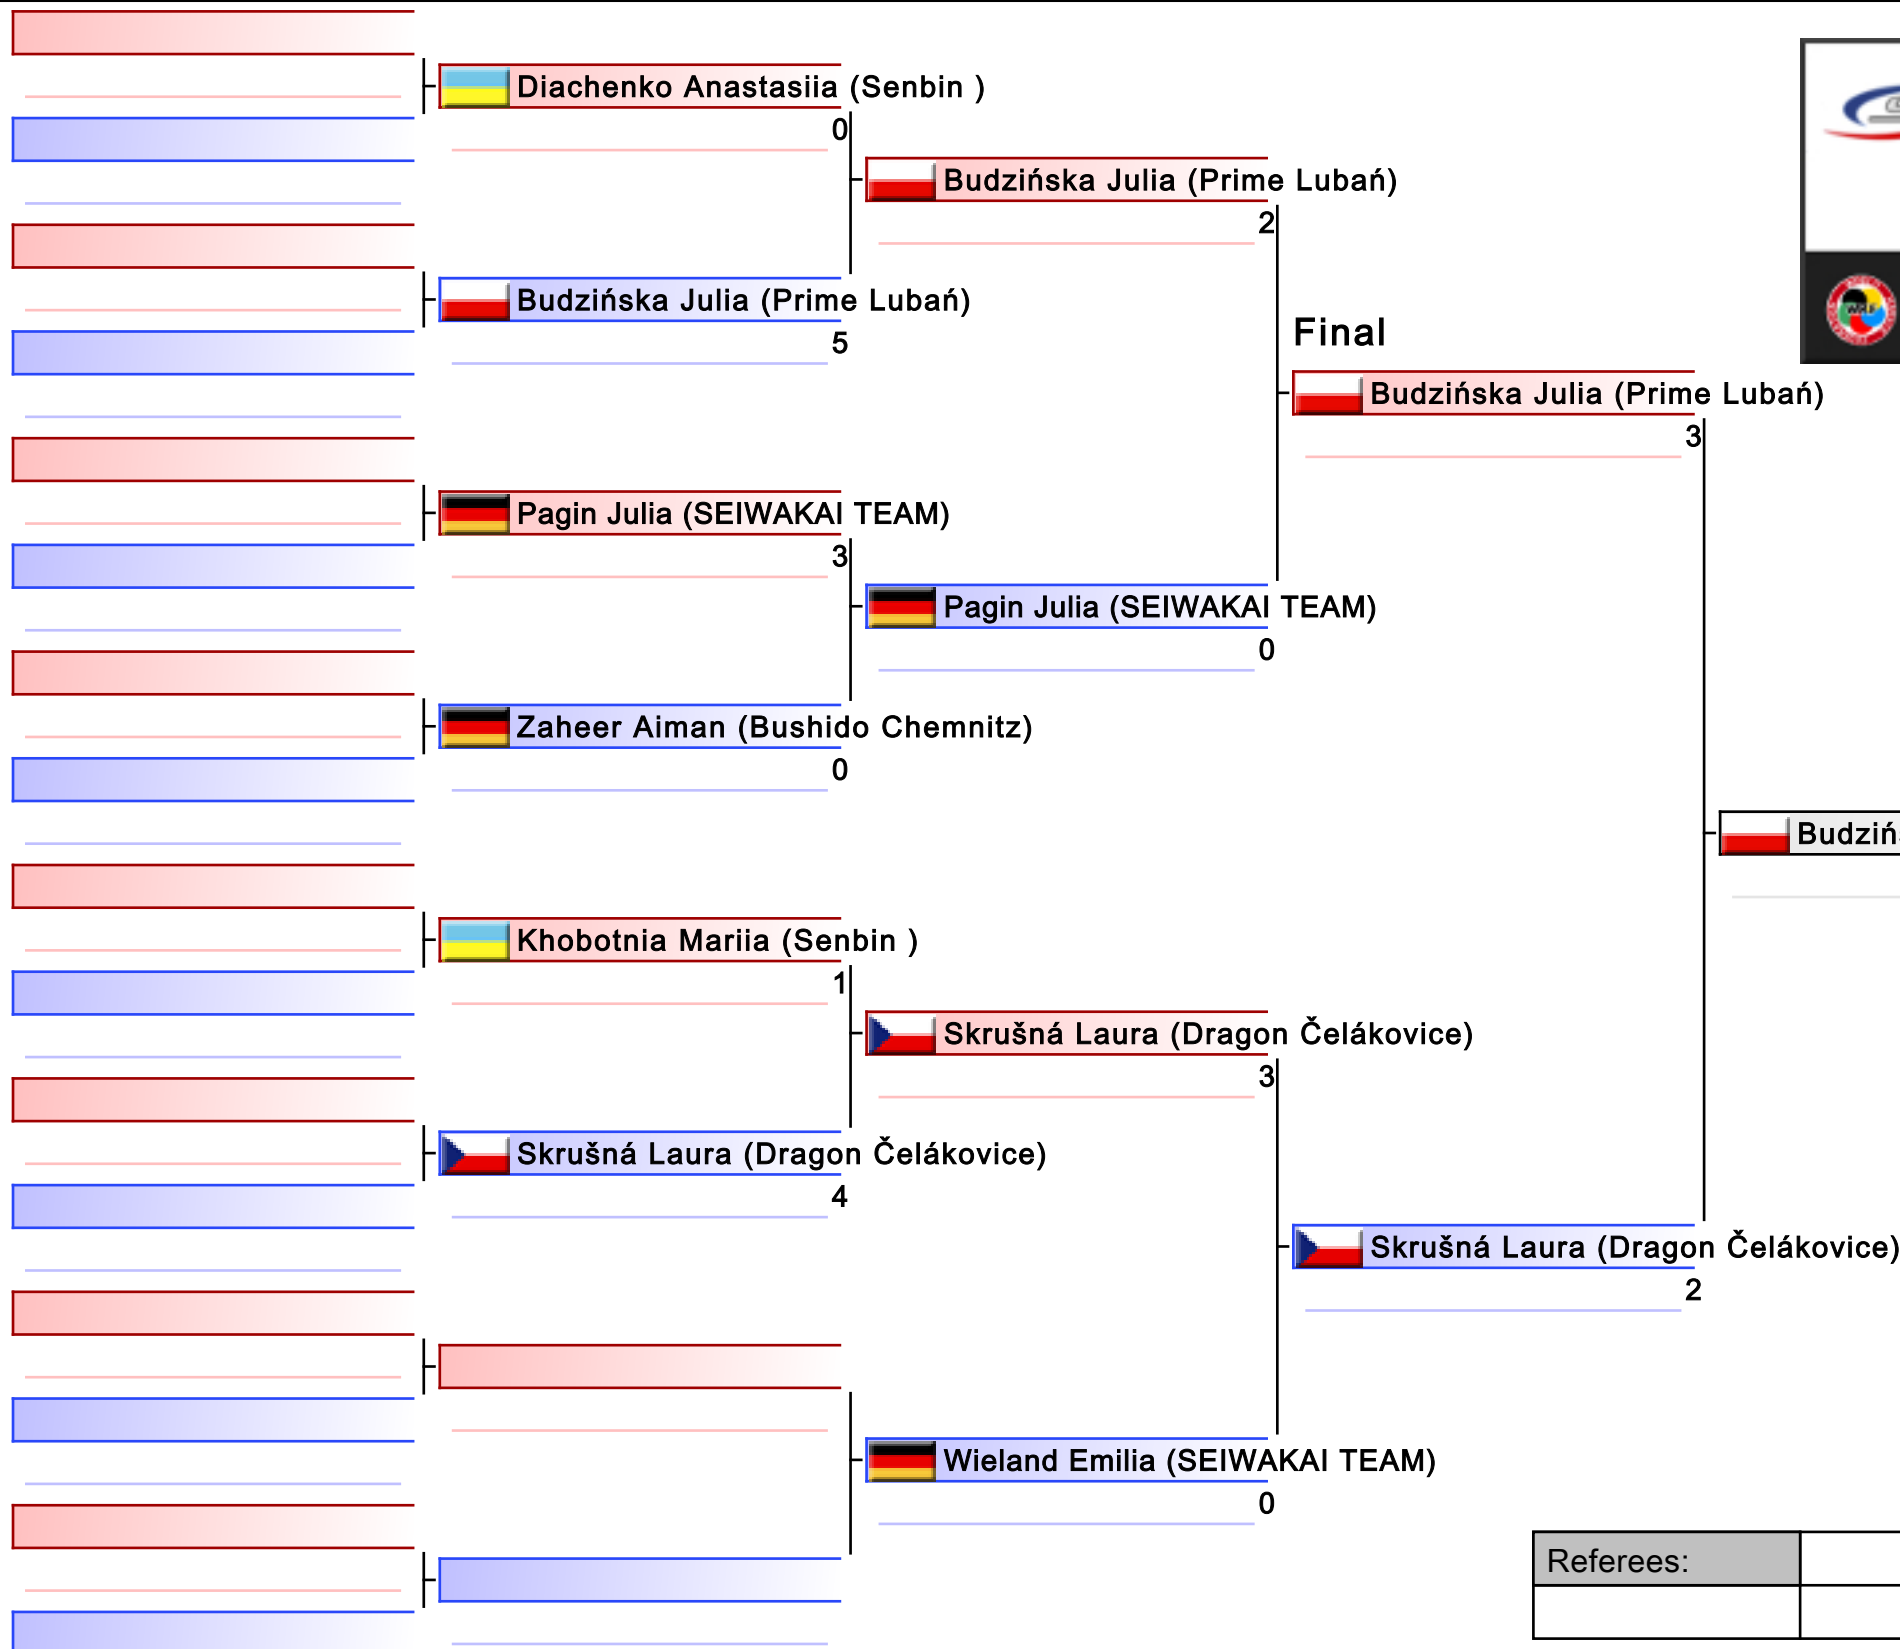 Diachenko Anastasiia (Senbin )
0
Budzińska Julia (Prime Lubań)
2
Budzińska Julia (Prime Lubań)
5
Final
Budzińska Julia (Prime Lubań)
3
Pagin Julia (SEIWAKAI TEAM)
3
Pagin Julia (SEIWAKAI TEAM)
0
Zaheer Aiman (Bushido Chemnitz)
0
Khobotnia Mariia (Senbin )
1
Skrušná Laura (Dragon Čelákovice)
3
Skrušná Laura (Dragon Čelákovice)
4
Skrušná Laura (Dragon Čelákovice)
2
Wieland Emilia (SEIWAKAI TEAM)
0
Referees: